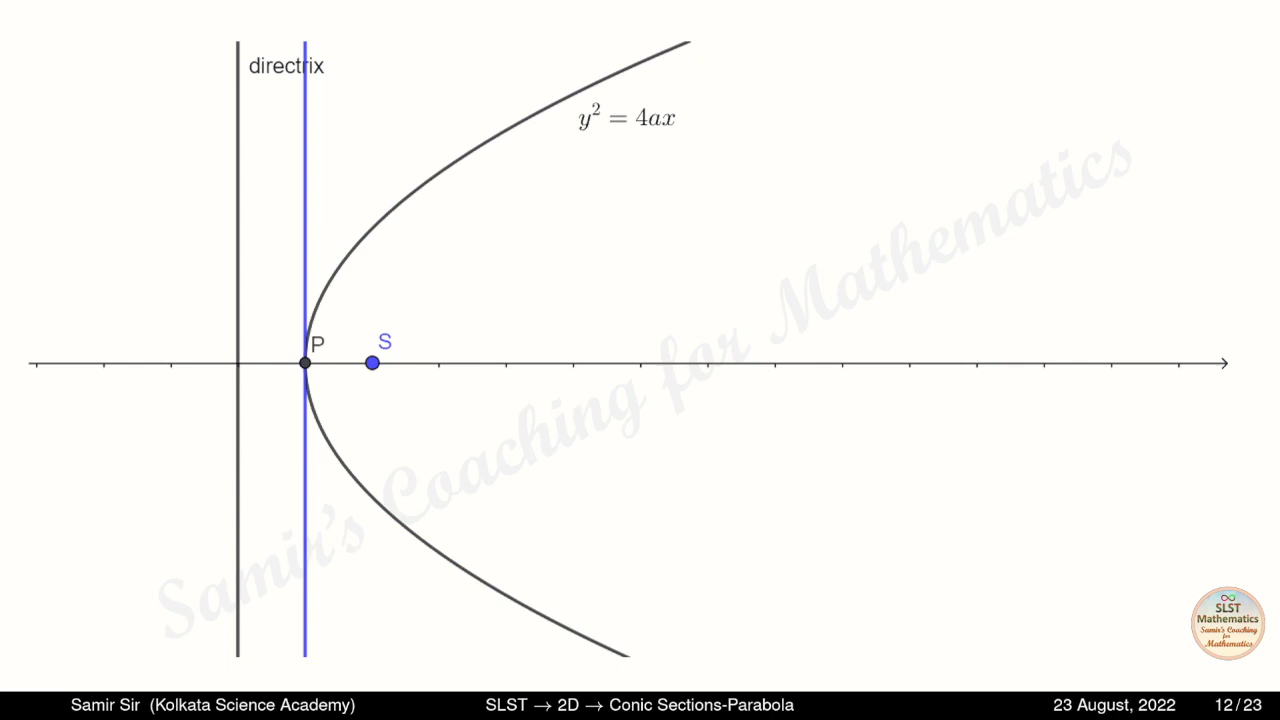 directrix
y² = 4ax
P
S
Samir's Coaching for Mathematics
SLST
Mathematics
Samir's Coaching
for
Mathematics
Samir Sir (Kolkata Science Academy) SLST → 2D → Conic Sections-Parabola 23 August, 2022 12/23